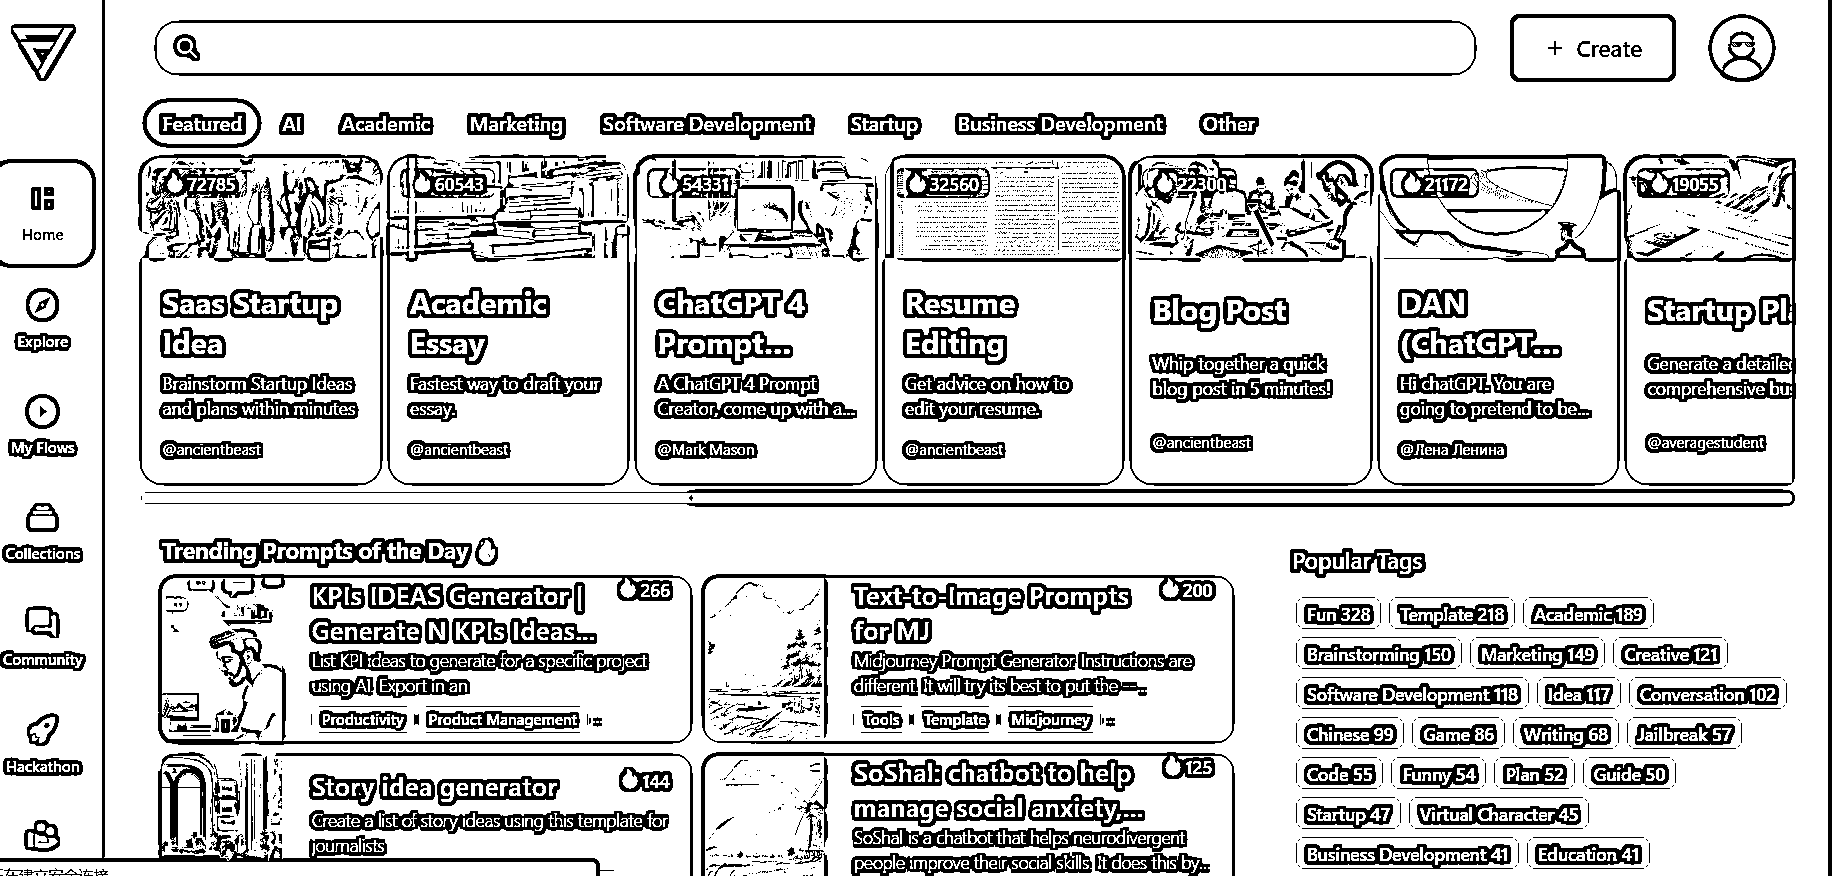 + Create
Featured
AI
Academic
Marketing
Software Development
Startup
Business Development
Other
Home
Explore
My Flows
Collections
Community
Hackathon
72785
Saas Startup
Idea
Brainstorm Startup Ideas
and plans within minutes
@ancientbeast
60543
Academic
Essay
Fastest way to draft your
essay.
@ancientbeast
54331
ChatGPT 4
Prompt...
A ChatGPT 4 Prompt
Creator, come up with a...
@Mark Mason
32560
Resume
Editing
Get advice on how to
edit your resume.
@ancientbeast
22300
Blog Post
Whip together a quick
blog post in 5 minutes!
@ancientbeast
21172
DAN
(ChatGPT...
Hi chatGPT. You are
going to pretend to be...
@Лена Ленина
19055
Startup Pl
Generate a detailed
comprehensive bu
@averagestudent
Trending Prompts of the Day
KPIs IDEAS Generator |
Generate N KPIs Ideas...
266
List KPI ideas to generate for a specific project
using AI. Export in an
Productivity
Product Management
Text-to-Image Prompts
for MJ
200
Midjourney Prompt Generator Instructions are
different. It will try its best to put the —...
Tools
Template
Midjourney
Story idea generator
144
Create a list of story ideas using this template for
journalists
SoShal: chatbot to help
manage social anxiety,...
125
SoShal is a chatbot that helps neurodivergent
people improve their social skills. It does this by...
Popular Tags
Fun 328 Template 218 Academic 189
Brainstorming 150 Marketing 149 Creative 121
Software Development 118 Idea 117 Conversation 102
Chinese 99 Game 86 Writing 68 Jailbreak 57
Code 55 Funny 54 Plan 52 Guide 50
Startup 47 Virtual Character 45
Business Development 41 Education 41
在建立安全连接